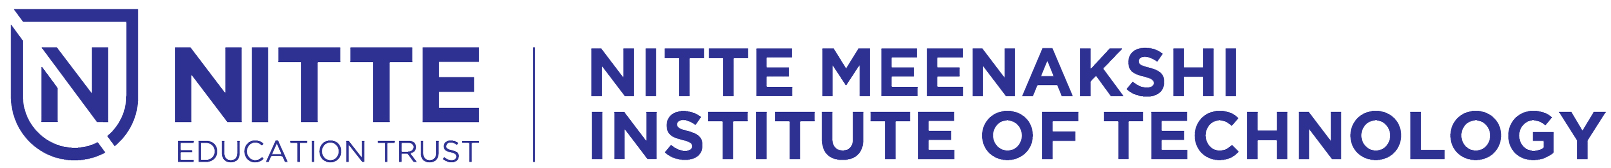 N
NITTE
EDUCATION TRUST
NITTE MEENAKSHI
INSTITUTE OF TECHNOLOGY